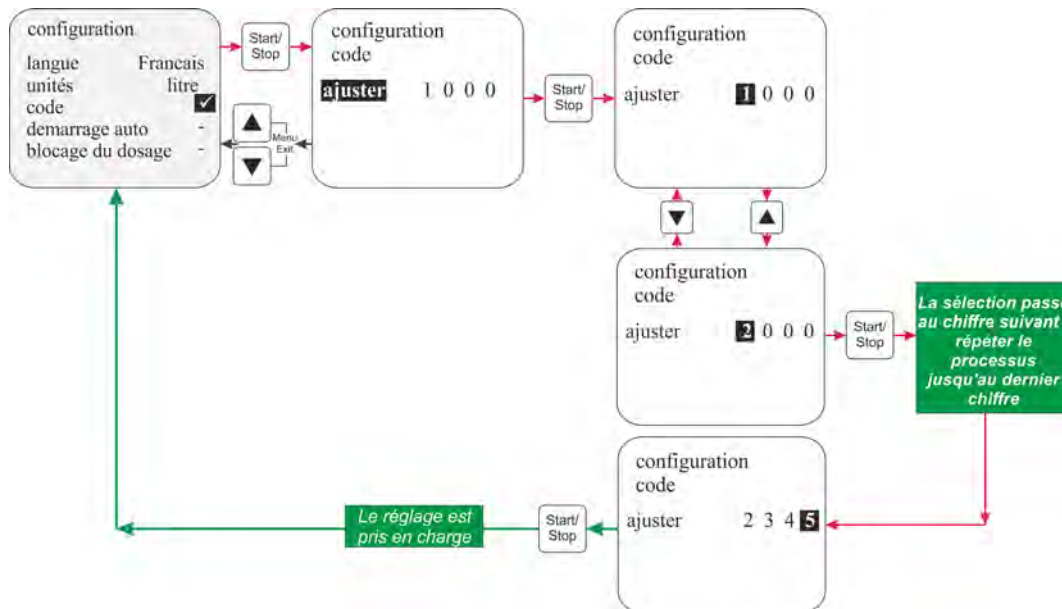 configuration
langue Francais
unités litre
code
demarrage auto -
blocage du dosage -
Start/
Stop
Menu
Exit
configuration
code
ajuster 1 0 0 0
Start/
Stop
configuration
code
ajuster 1 0 0 0
configuration
code
ajuster 2 0 0 0
Start/
Stop
La sélection passe
au chiffre suivant
répéter le
processus
jusqu'au dernier
chiffre
configuration
code
ajuster 2 3 4 5
Start/
Stop
Le réglage est
pris en charge